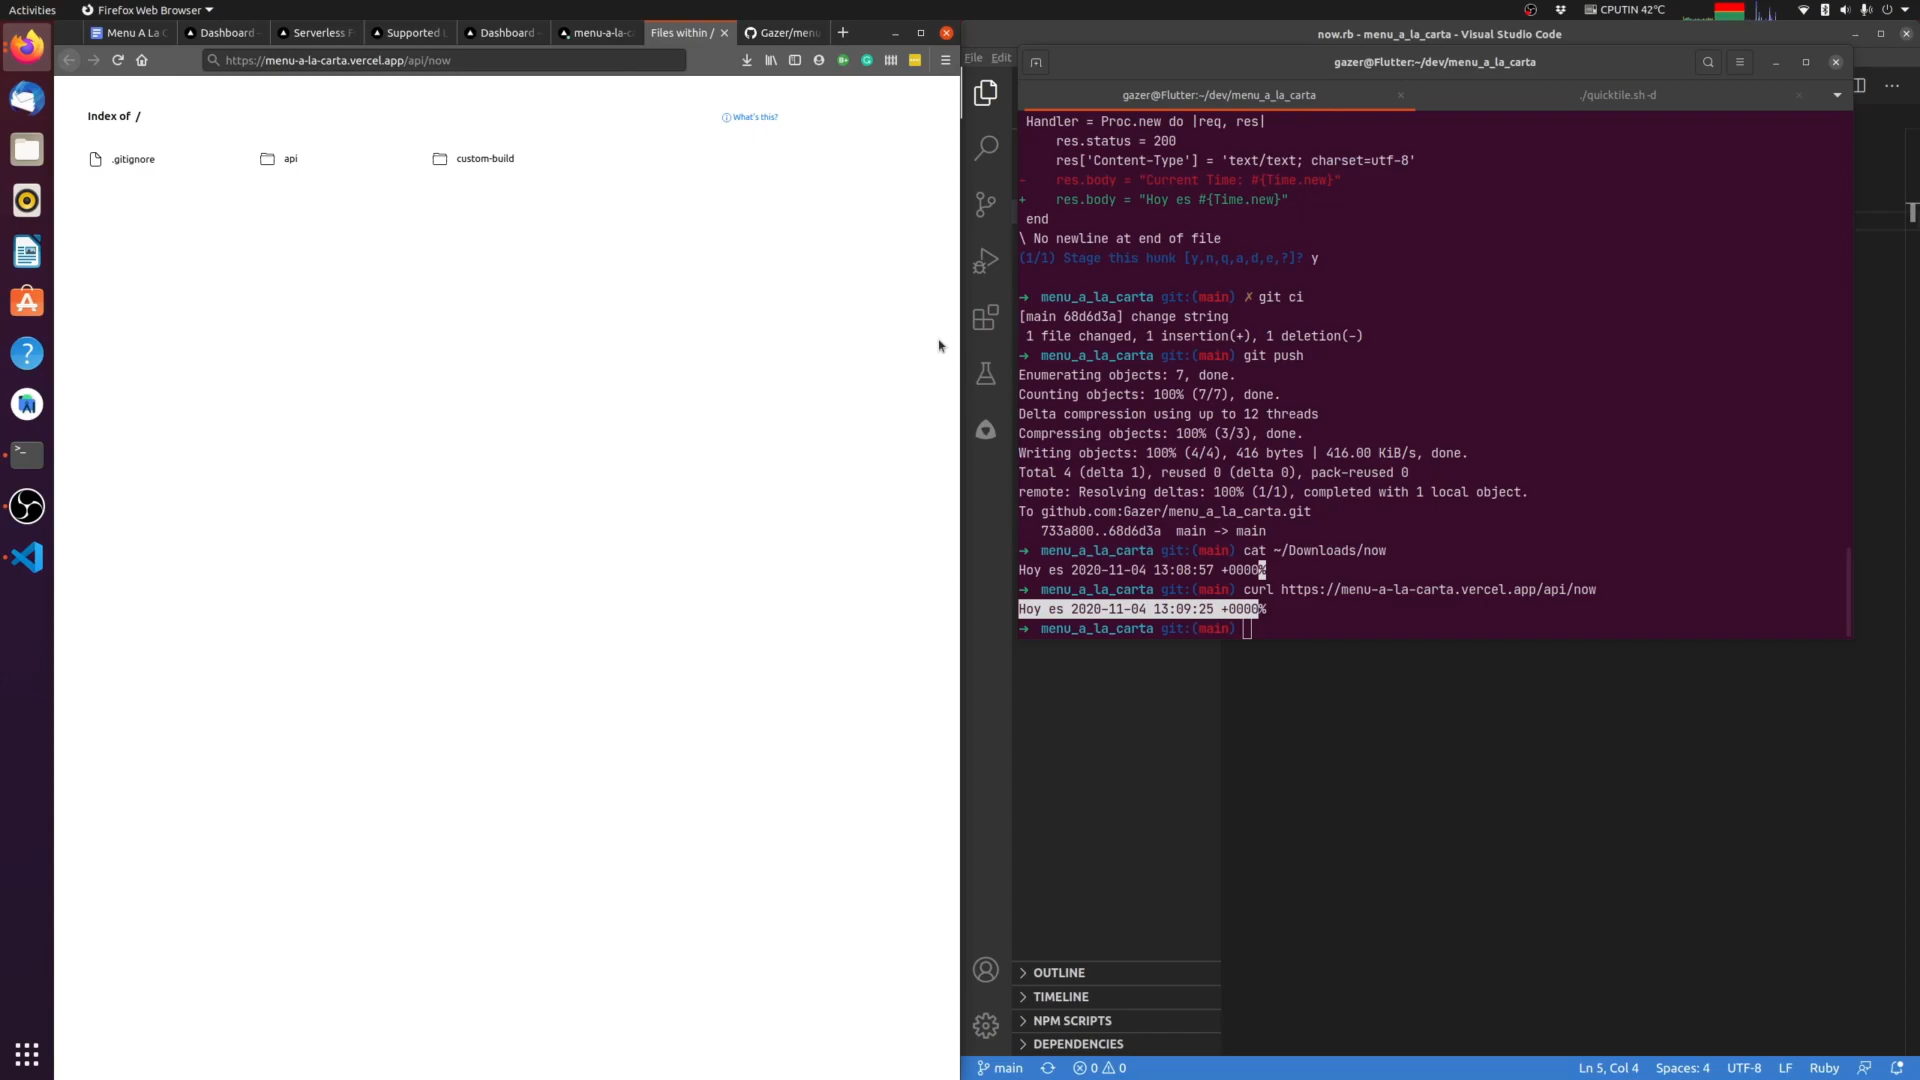 Activities
Firefox Web Browser
CPUTIN 42°C
Menu A La C
Dashboard
Serverless F
Supported
Dashboard
menu-a-la-c
Files within /
Gazer/menu
https://menu-a-la-carta.vercel.app/api/now
Index of /
What's this?
.gitignore
api
custom-build
now.rb - menu_a_la_carta - Visual Studio Code
File Edit
gazer@Flutter:~/dev/menu_a_la_carta
gazer@Flutter:~/dev/menu_a_la_carta
./quicktile.sh -d
Handler = Proc.new do |req, res|
res.status = 200
res['Content-Type'] = 'text/text; charset=utf-8'
- res.body = "Current Time: #{Time.new}"
+ res.body = "Hoy es #{Time.new}"
end
\ No newline at end of file
(1/1) Stage this hunk [y,n,q,a,d,e,?]? y
→ menu_a_la_carta git:(main) ✗ git ci
[main 68d6d3a] change string
1 file changed, 1 insertion(+), 1 deletion(-)
→ menu_a_la_carta git:(main) git push
Enumerating objects: 7, done.
Counting objects: 100% (7/7), done.
Delta compression using up to 12 threads
Compressing objects: 100% (3/3), done.
Writing objects: 100% (4/4), 416 bytes | 416.00 KiB/s, done.
Total 4 (delta 1), reused 0 (delta 0), pack-reused 0
remote: Resolving deltas: 100% (1/1), completed with 1 local object.
To github.com:Gazer/menu_a_la_carta.git
733a800..68d6d3a main -> main
→ menu_a_la_carta git:(main) cat ~/Downloads/now
Hoy es 2020-11-04 13:08:57 +0000%
→ menu_a_la_carta git:(main) curl https://menu-a-la-carta.vercel.app/api/now
Hoy es 2020-11-04 13:09:25 +0000%
→ menu_a_la_carta git:(main)
OUTLINE
TIMELINE
NPM SCRIPTS
DEPENDENCIES
main
0
0
Ln 5, Col 4
Spaces: 4
UTF-8
LF
Ruby